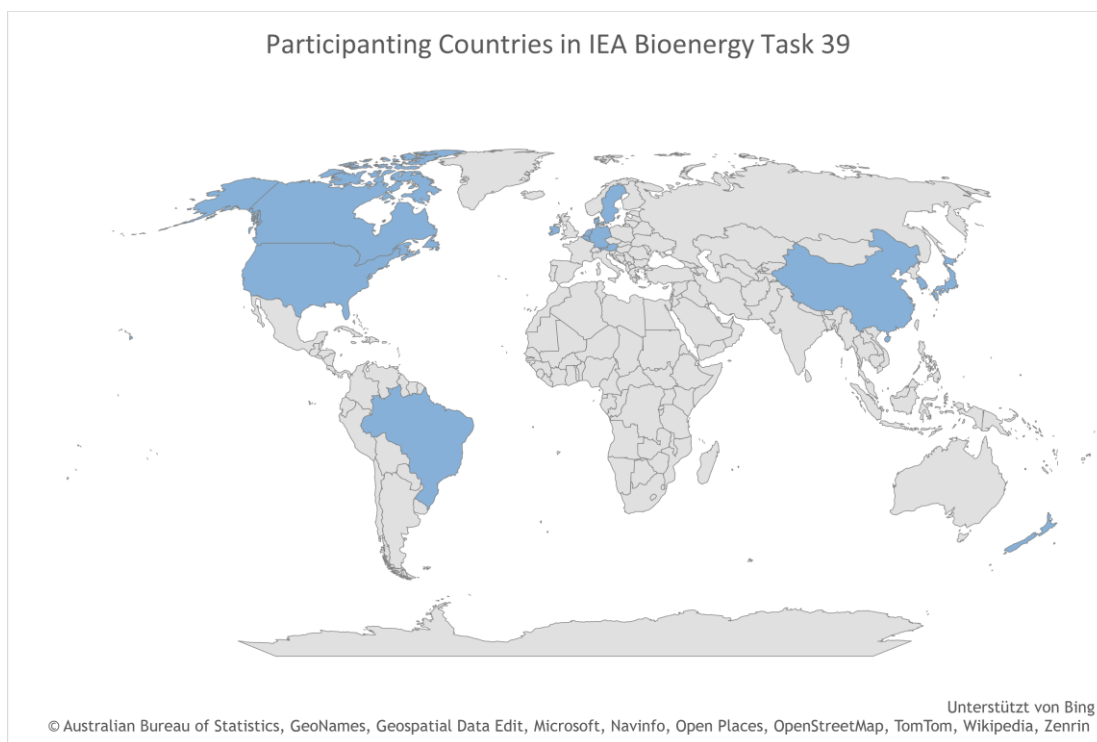 Participanting Countries in IEA Bioenergy Task 39
Unterstützt von Bing
© Australian Bureau of Statistics, GeoNames, Geospatial Data Edit, Microsoft, Navinfo, Open Places, OpenStreetMap, TomTom, Wikipedia, Zenrin